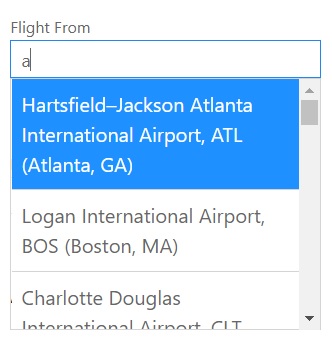 Flight From
a
Hartsfield–Jackson Atlanta
International Airport, ATL
(Atlanta, GA)
Logan International Airport,
BOS (Boston, MA)
Charlotte Douglas
International Airport, CLT